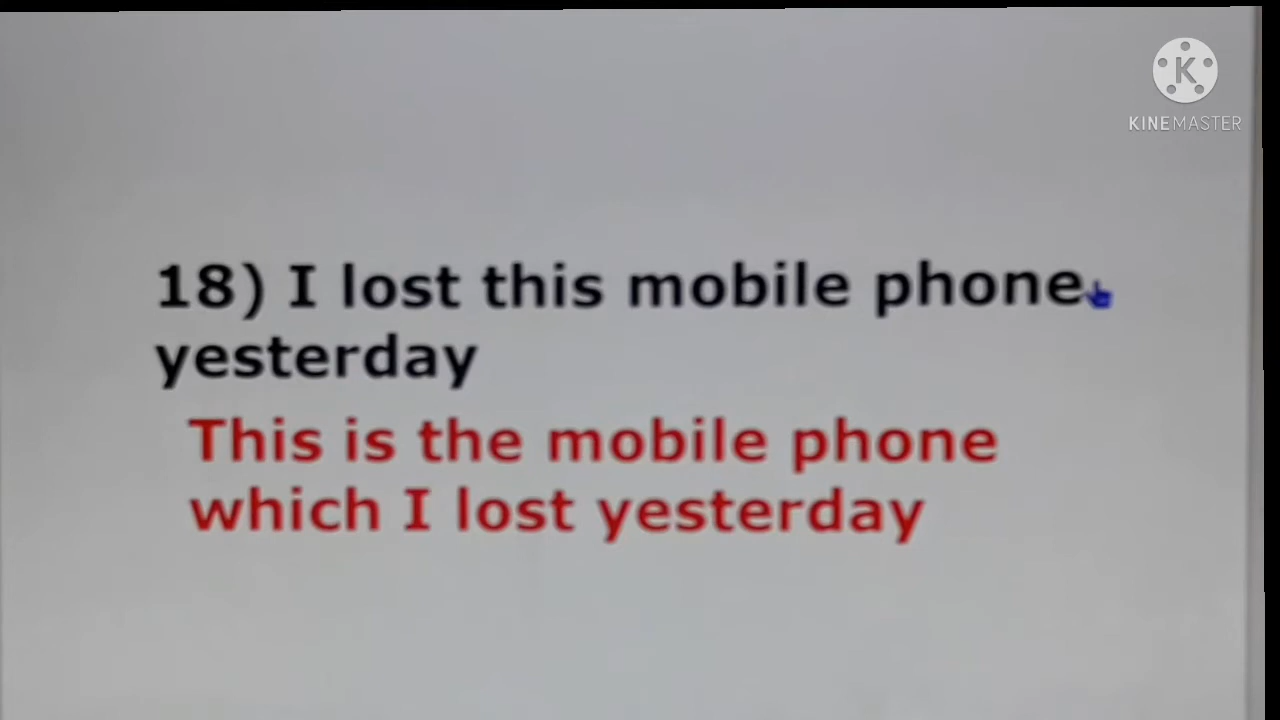 KINEMASTER
18) I lost this mobile phone
yesterday
This is the mobile phone
which I lost yesterday